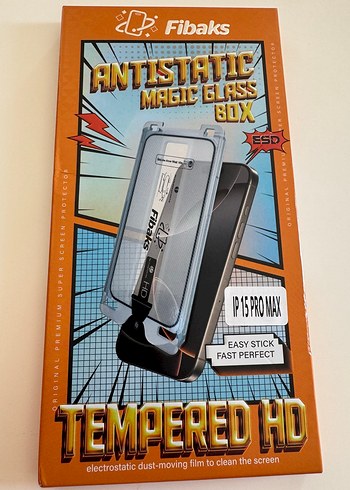 Fibaks
ANTISTATIC
MAGIC GLASS
BOX
ESD
Fibaks
HD
IP 15 PRO MAX
EASY STICK
FAST PERFECT
ORIGINAL PREMIUM SUPER SCREEN PROTECTOR
ORIGINAL PREMIUM SUPER SCREEN PROTECTOR
TEMPERED HD
electrostatic dust-moving film to clean the screen